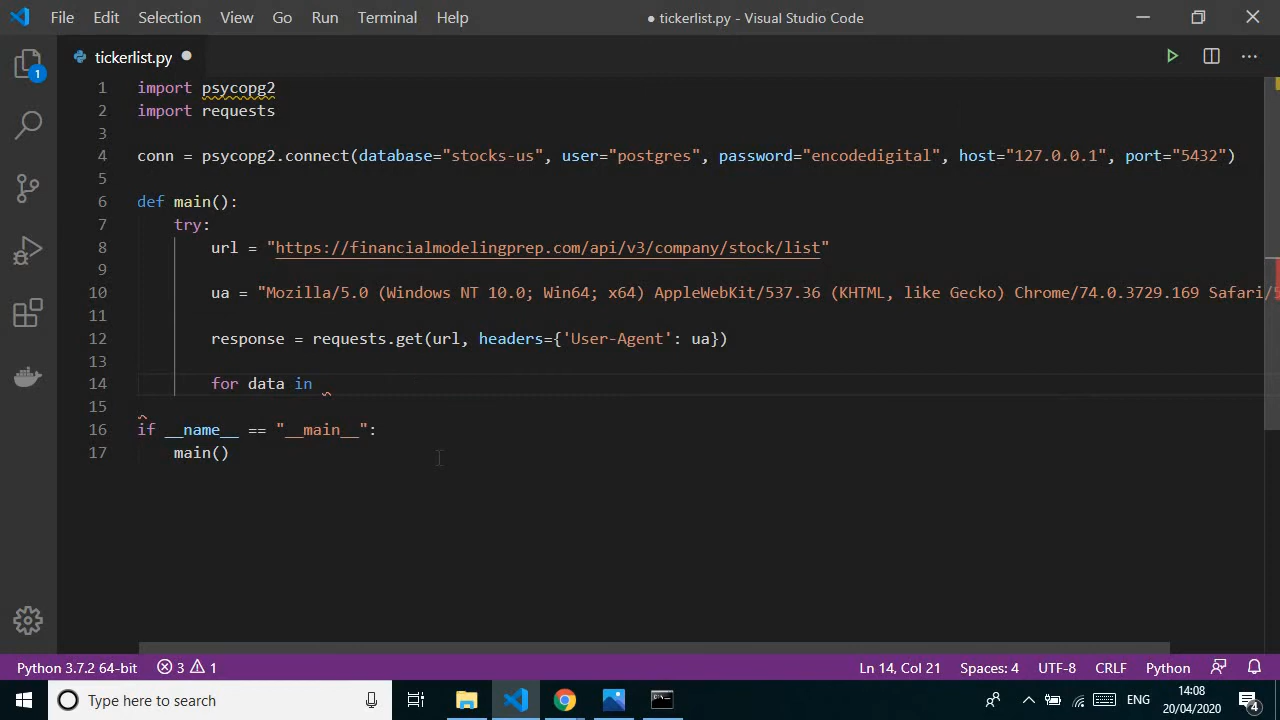 File Edit Selection View Go Run Terminal Help ● tickerlist.py - Visual Studio Code
tickerlist.py
1 import psycopg2
2 import requests
3
4 conn = psycopg2.connect(database="stocks-us", user="postgres", password="encodedigital", host="127.0.0.1", port="5432")
5
6 def main():
7 try:
8 url = "https://financialmodelingprep.com/api/v3/company/stock/list"
9
10 ua = "Mozilla/5.0 (Windows NT 10.0; Win64; x64) AppleWebKit/537.36 (KHTML, like Gecko) Chrome/74.0.3729.169 Safari/
11
12 response = requests.get(url, headers={'User-Agent': ua})
13
14 for data in
15
16 if __name__ == "__main__":
17 main()
1
Python 3.7.2 64-bit 3 1 Ln 14, Col 21 Spaces: 4 UTF-8 CRLF Python
Type here to search ENG 14:08
20/04/2020 4